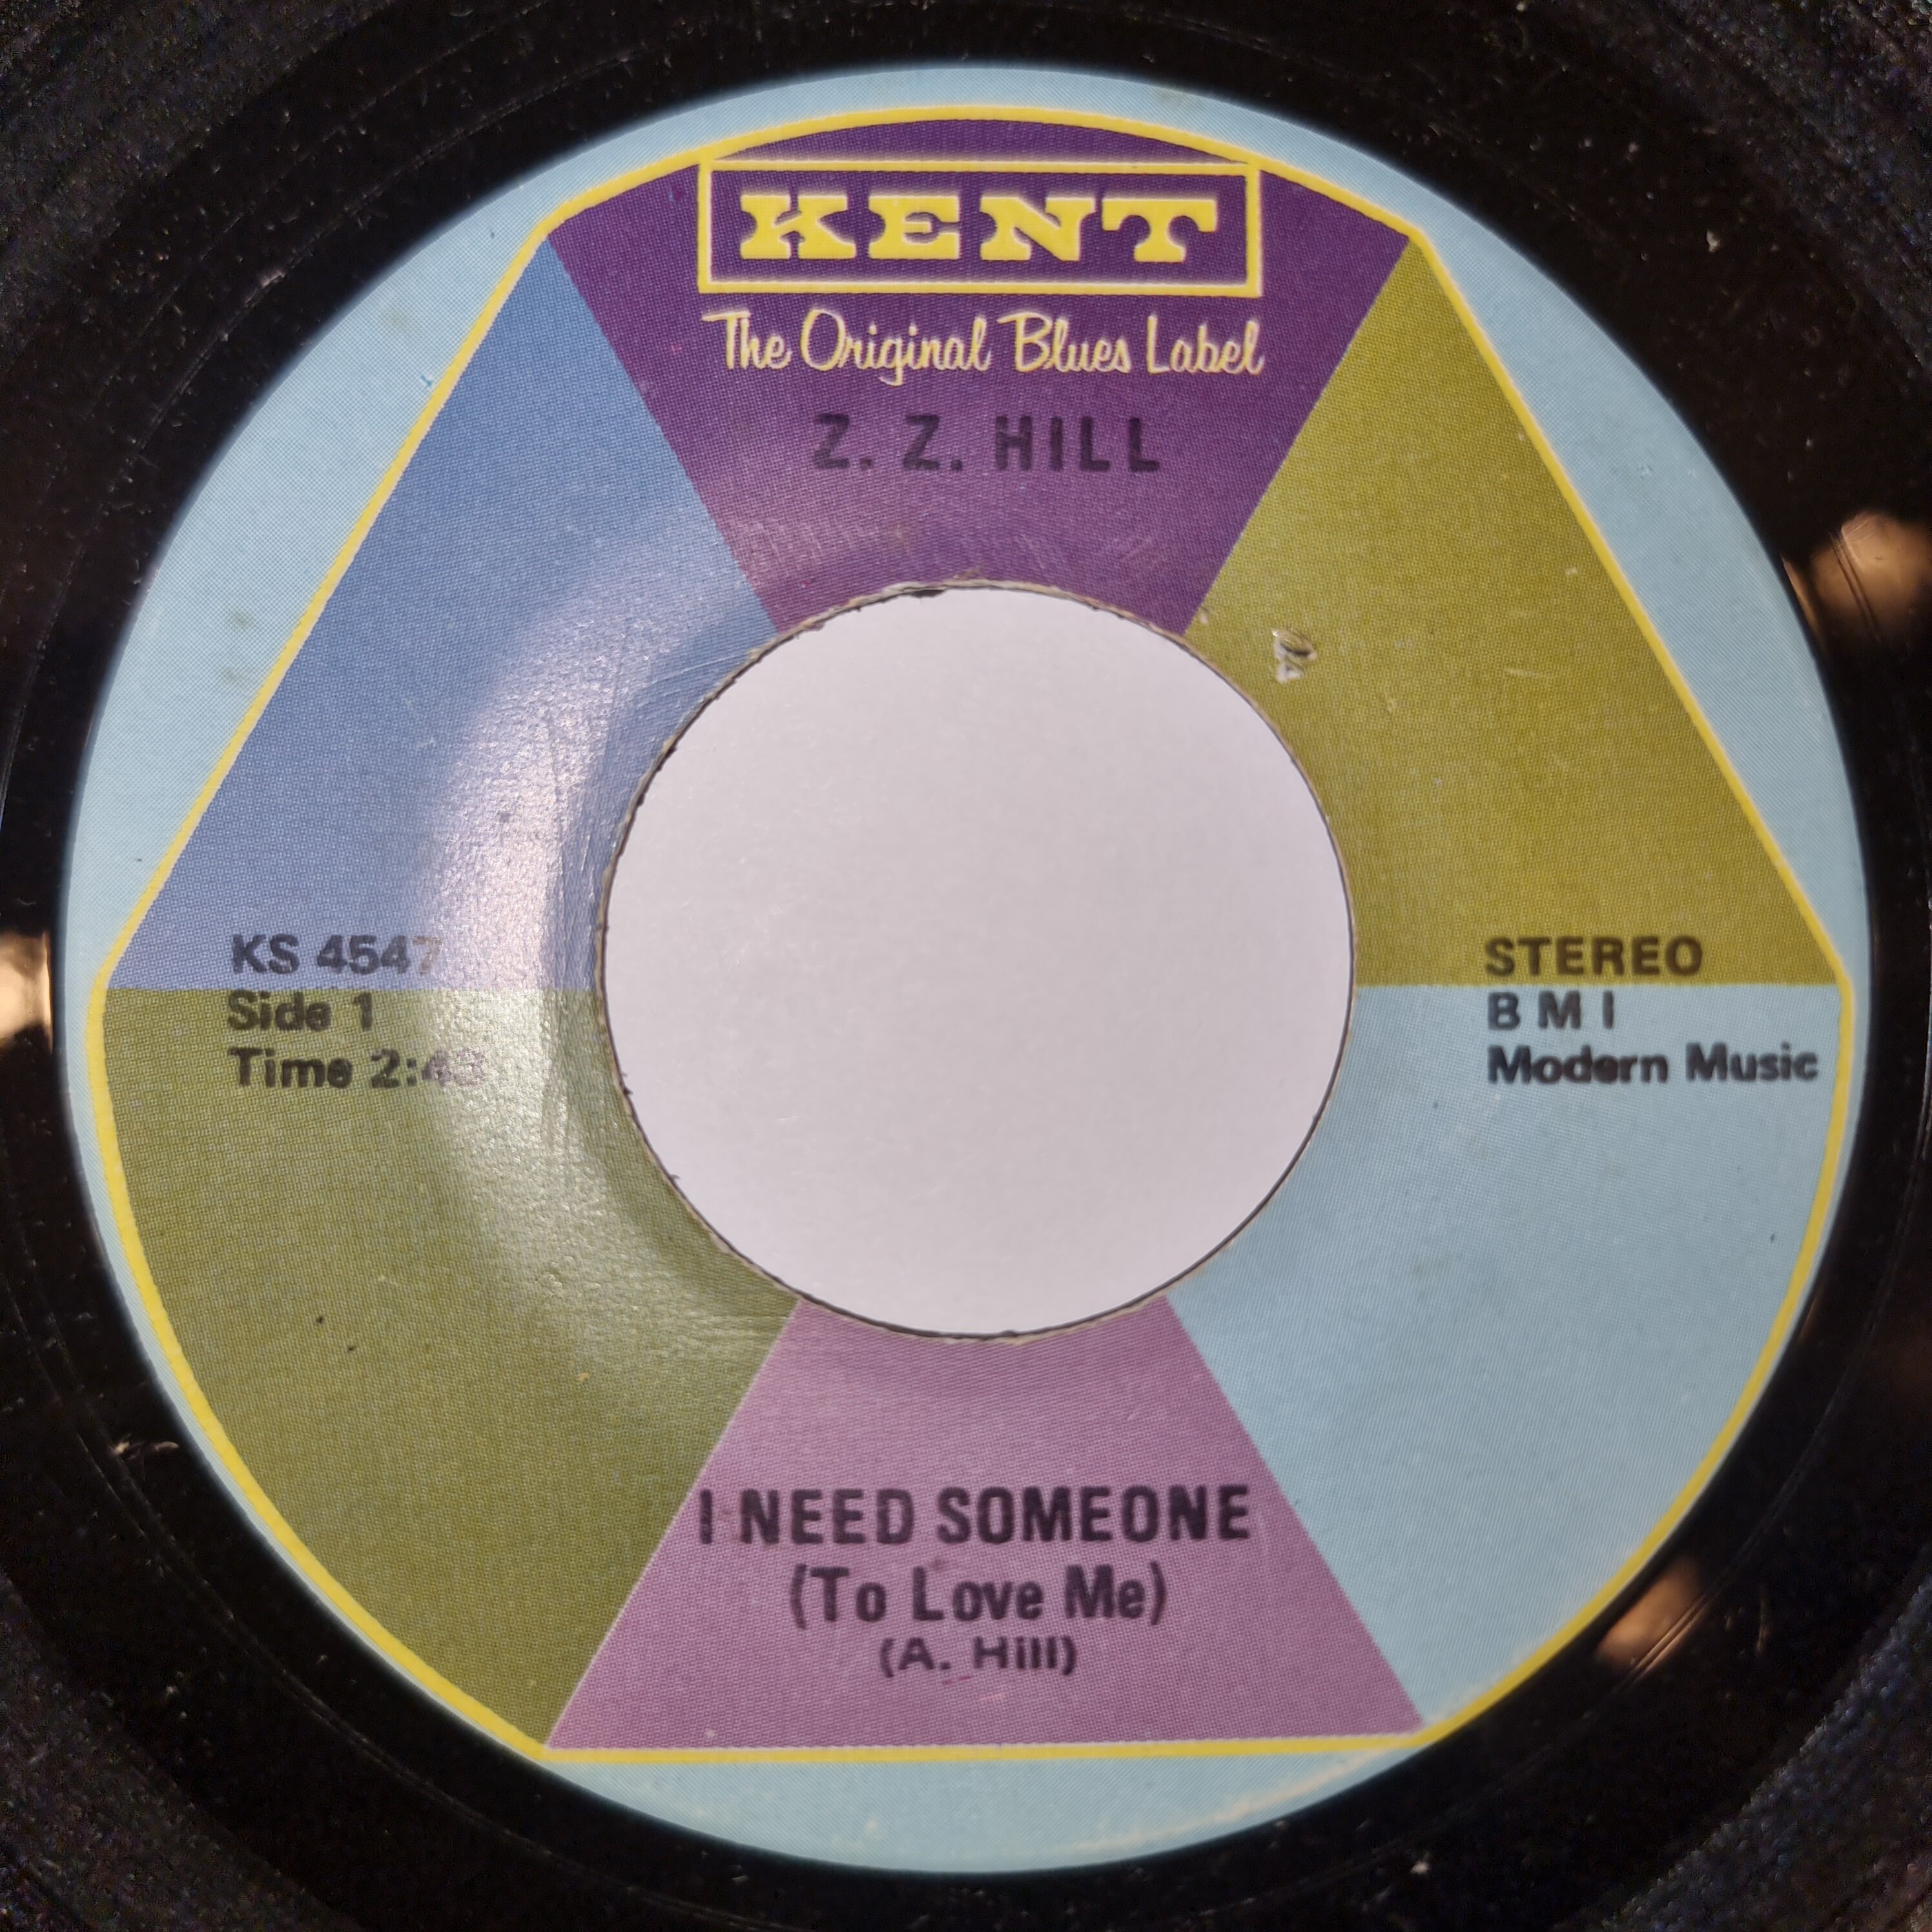 KENT
The Original Blues Label
Z. Z. HILL
KS 4547
Side 1
Time 2:43
STEREO
B M I
Modern Music
I NEED SOMEONE
(To Love Me)
(A. Hill)